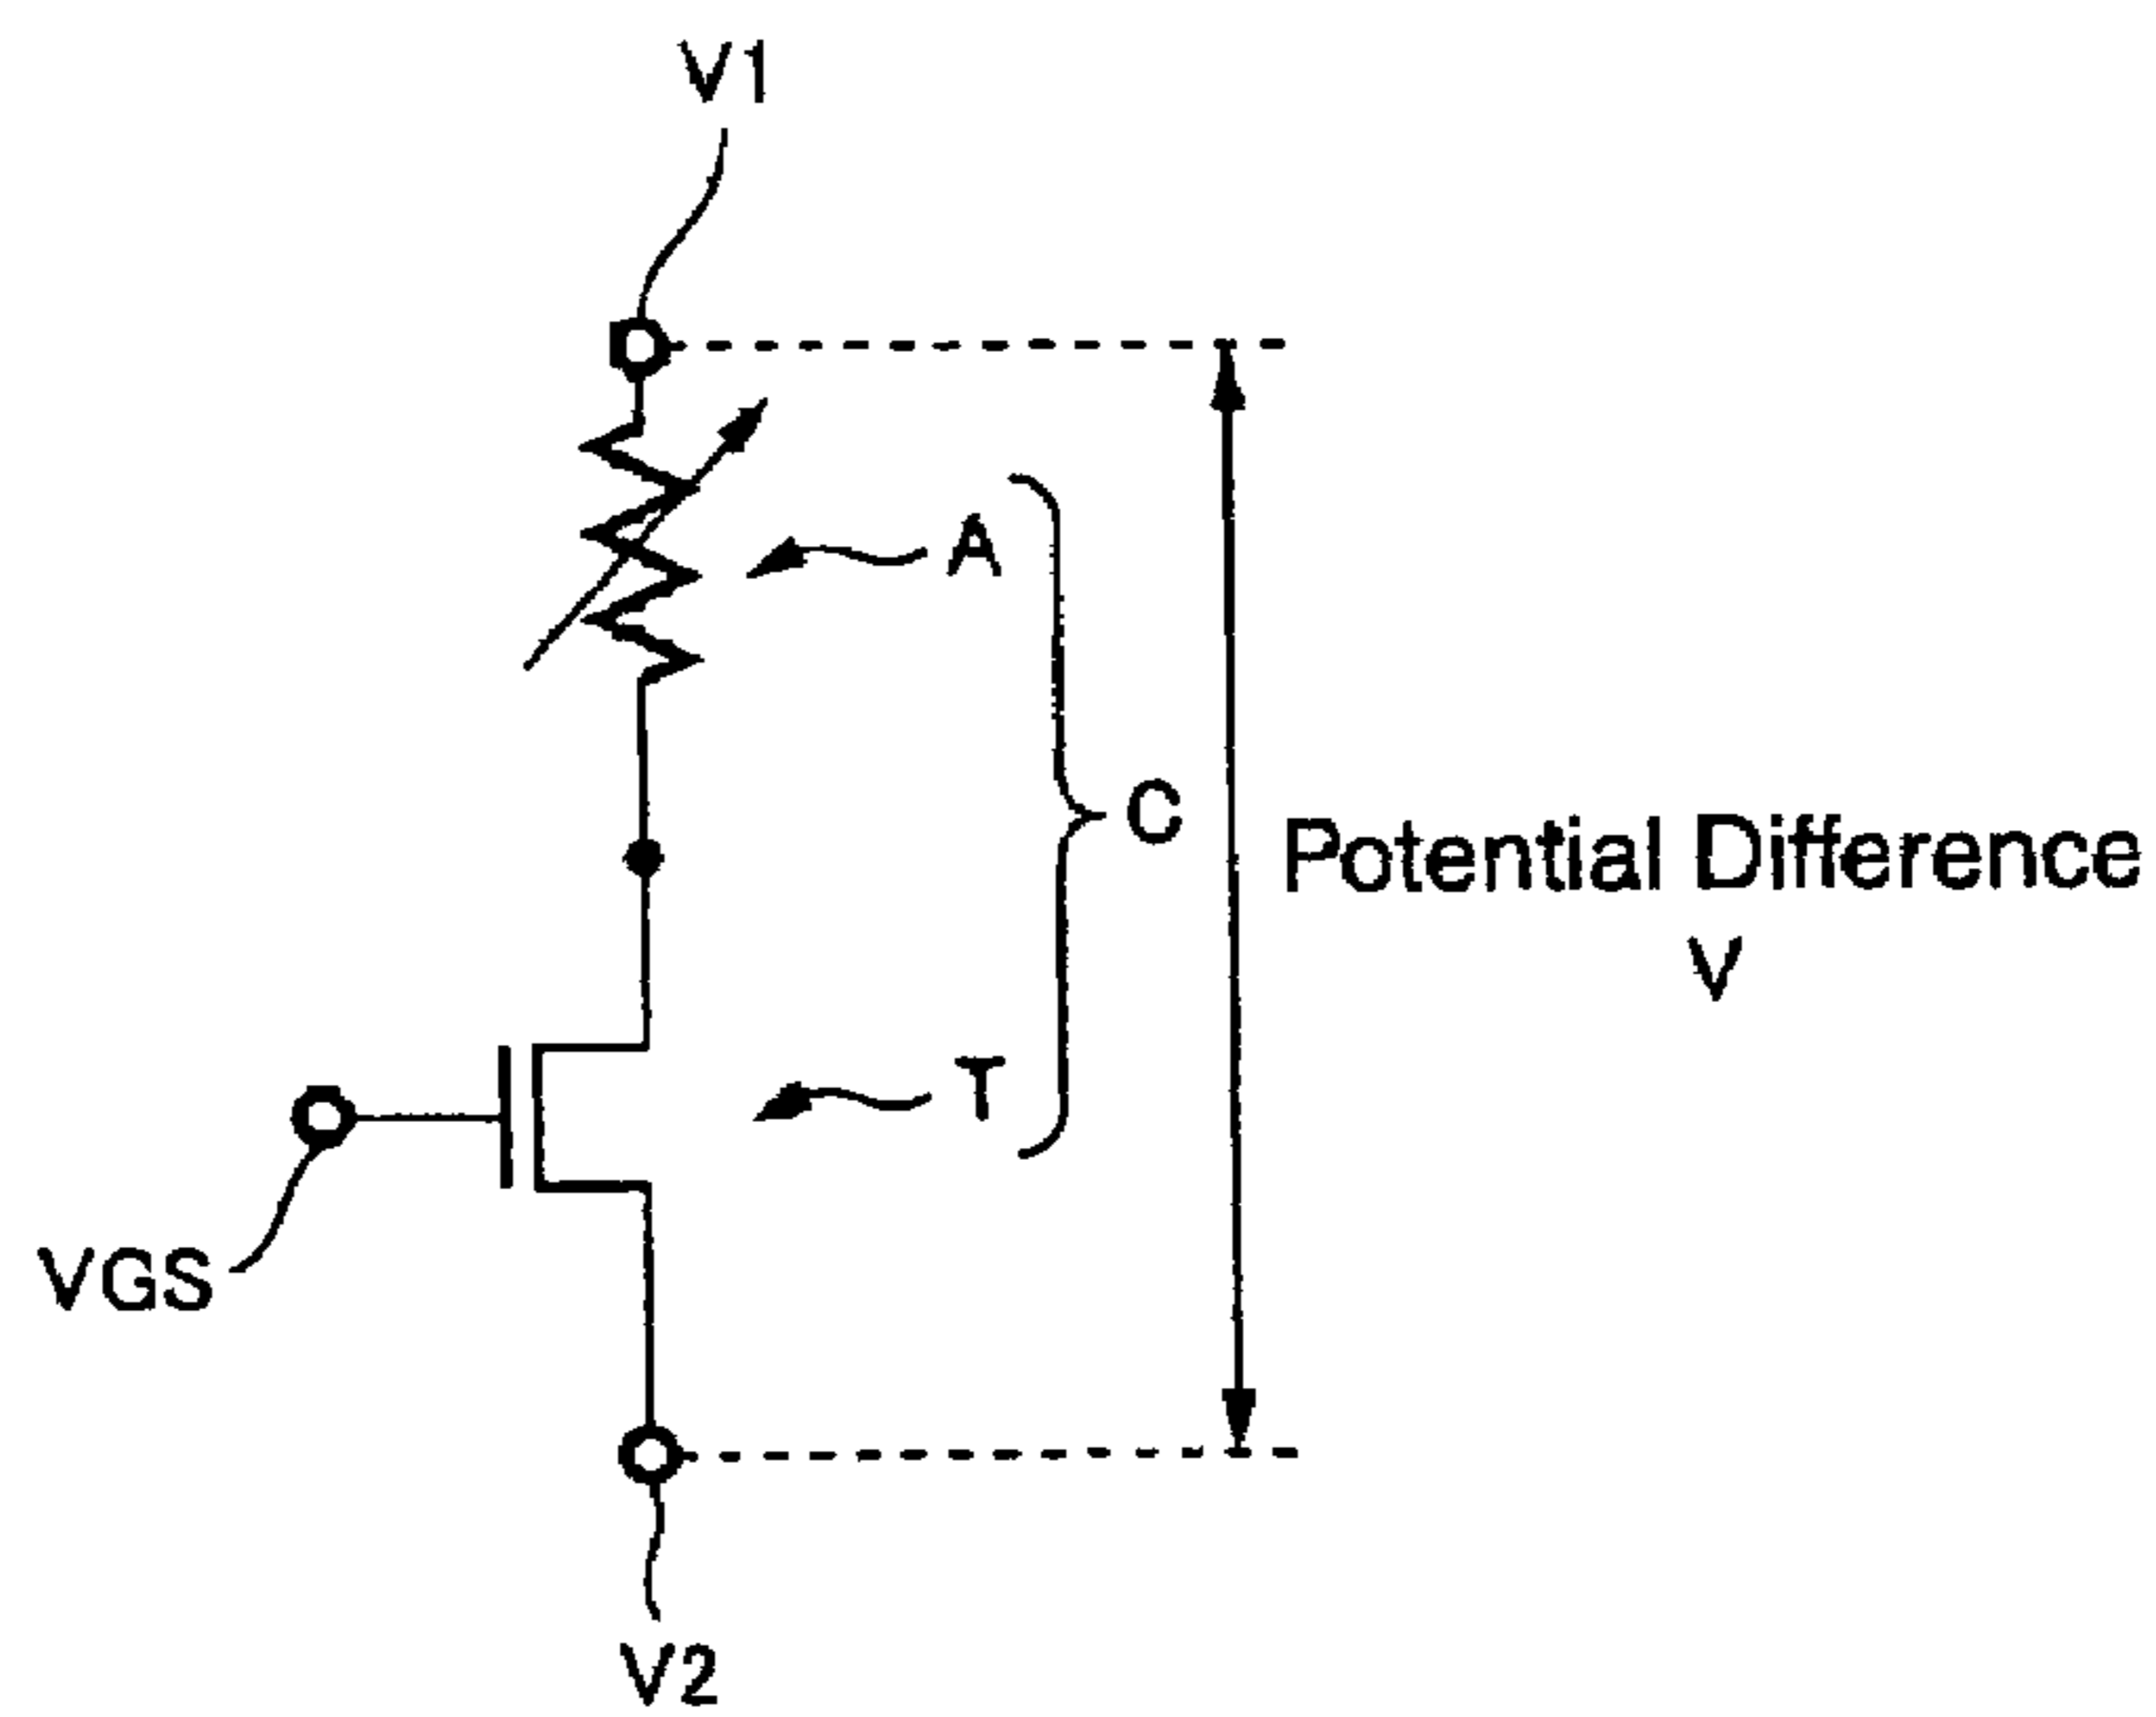 V1
A
C
Potential Difference
V
T
VGS
V2